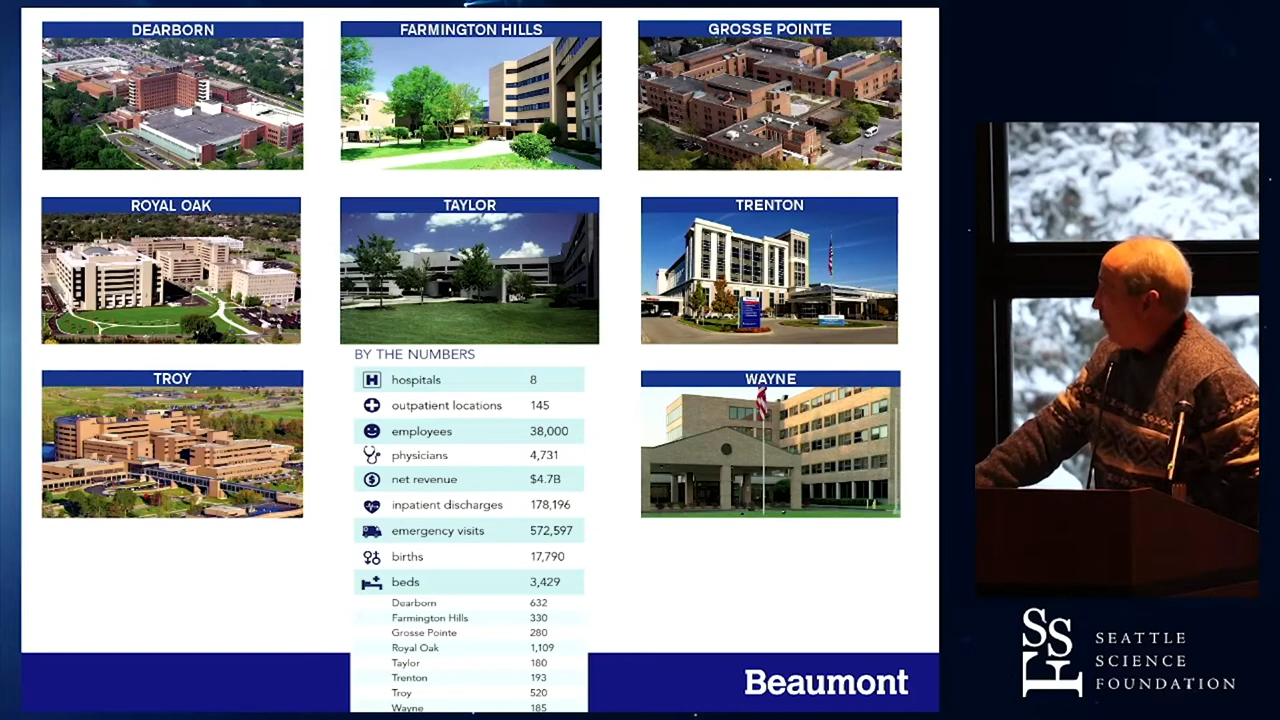 DEARBORN
FARMINGTON HILLS
GROSSE POINTE
ROYAL OAK
TAYLOR
TRENTON
TROY
WAYNE
BY THE NUMBERS
H hospitals 8
outpatient locations 145
employees 38,000
physicians 4,731
$ net revenue $4.7B
inpatient discharges 178,196
emergency visits 572,597
births 17,790
beds 3,429
Dearborn 632
Farmington Hills 330
Grosse Pointe 280
Royal Oak 1,109
Taylor 180
Trenton 193
Troy 520
Wayne 185
Beaumont
SSF
SEATTLE
SCIENCE
FOUNDATION